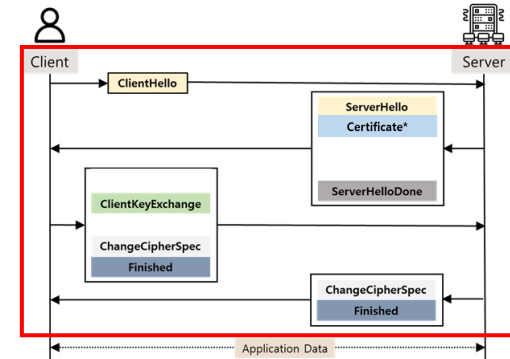 Client
Server
ClientHello
ServerHello
Certificate*
ServerHelloDone
ClientKeyExchange
ChangeCipherSpec
Finished
ChangeCipherSpec
Finished
Application Data